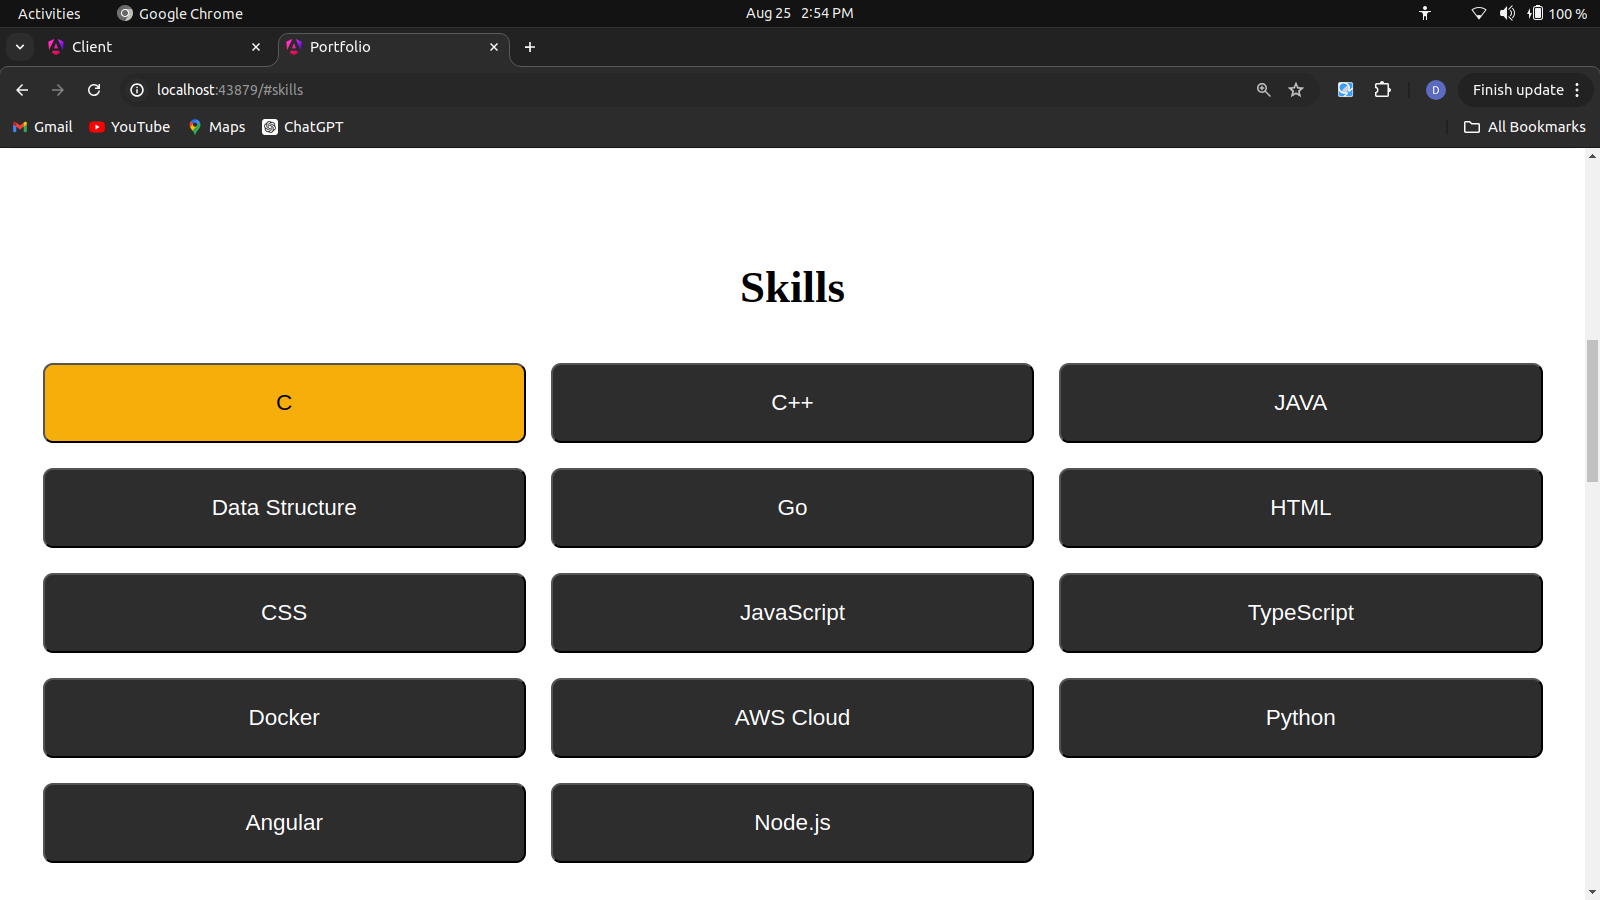 Activities Google Chrome Aug 25 2:54 PM 100 %
Client Portfolio
localhost:43879/#skills D Finish update
Gmail YouTube Maps ChatGPT All Bookmarks
Skills
C C++ JAVA
Data Structure Go HTML
CSS JavaScript TypeScript
Docker AWS Cloud Python
Angular Node.js